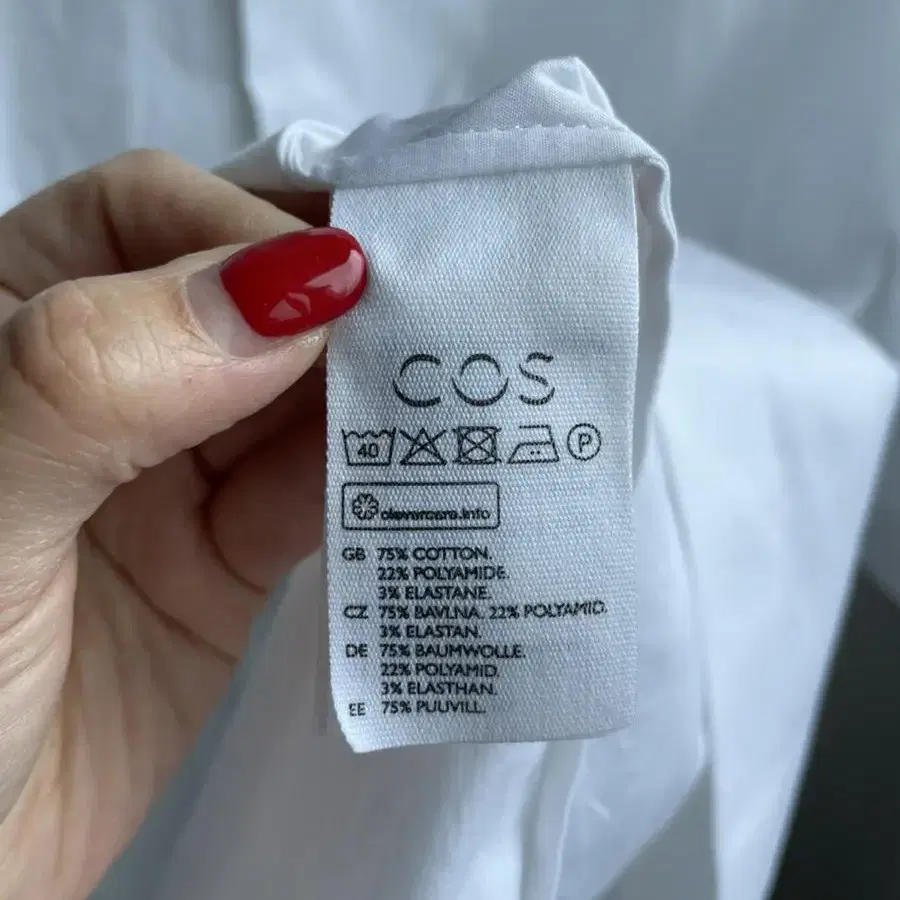 COS
40 P
clevercare.info
GB 75% COTTON.
22% POLYAMIDE.
3% ELASTANE.
CZ 75% BAVLNA, 22% POLYAMID.
3% ELASTAN.
DE 75% BAUMWOLLE.
22% POLYAMID.
3% ELASTHAN.
EE 75% PUUVILL.